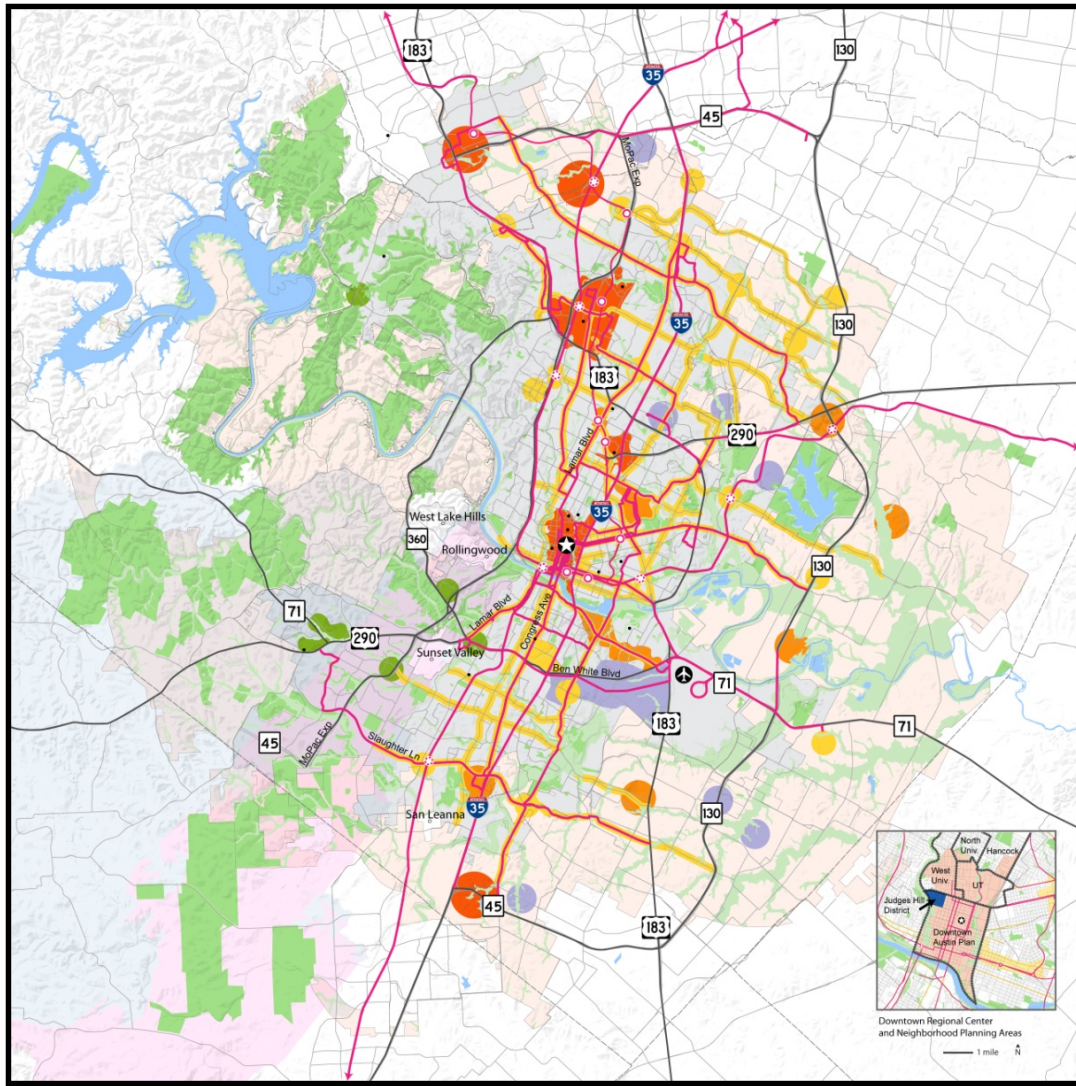 183
35
130
45
MoPac Exp
130
35
183
290
Lamar Blvd
35
West Lake Hills
360
Rollingwood
130
71
Lamar Blvd
Congress Ave
290
Sunset Valley
Ben White Blvd
71
183
71
45
MoPac Exp
Slaughter Ln
35
130
San Leanna
45
183
North
Univ.
Hancock
West
Univ.
UT
Judges Hill
District
Downtown
Austin Plan
Downtown Regional Center
and Neighborhood Planning Areas
1 mile
N